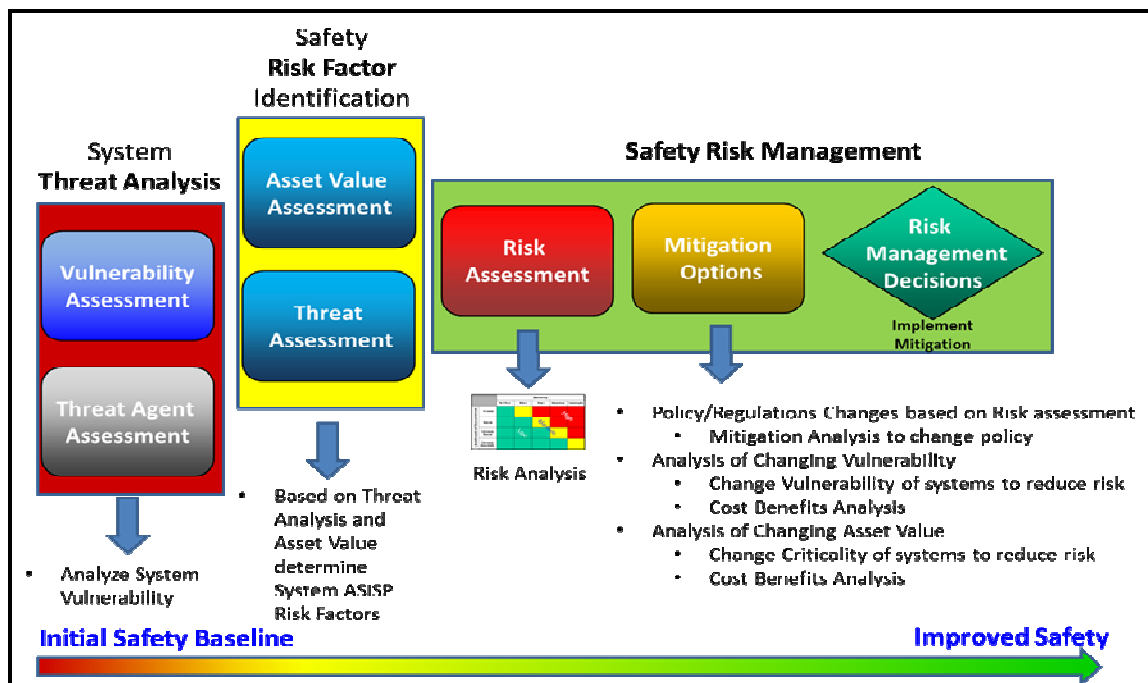 Safety
Risk Factor
Identification
System
Threat Analysis
Safety Risk Management
Asset Value
Assessment
Threat
Assessment
Vulnerability
Assessment
Threat Agent
Assessment
Risk
Assessment
Mitigation
Options
Risk
Management
Decisions
Implement
Mitigation
Risk Analysis
• Analyze System
Vulnerability
• Based on Threat
Analysis and
Asset Value
determine
System ASISP
Risk Factors
• Policy/Regulations Changes based on Risk assessment
• Mitigation Analysis to change policy
• Analysis of Changing Vulnerability
• Change Vulnerability of systems to reduce risk
• Cost Benefits Analysis
• Analysis of Changing Asset Value
• Change Criticality of systems to reduce risk
• Cost Benefits Analysis
Initial Safety Baseline
Improved Safety